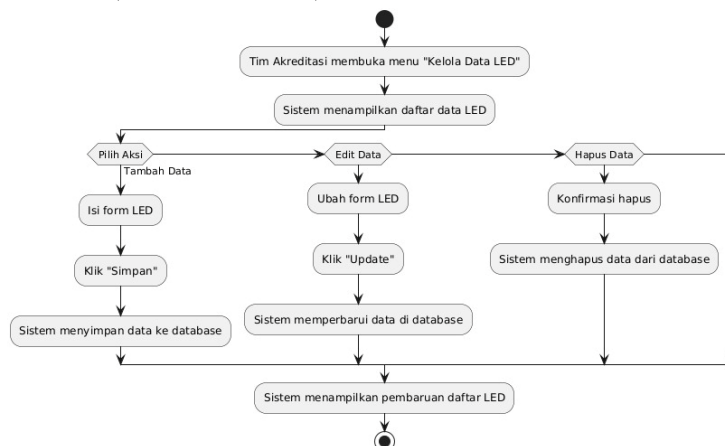 Tim Akreditasi membuka menu "Kelola Data LED"
Sistem menampilkan daftar data LED
Pilih Aksi
Tambah Data
Isi form LED
Klik "Simpan"
Sistem menyimpan data ke database
Edit Data
Ubah form LED
Klik "Update"
Sistem memperbarui data di database
Hapus Data
Konfirmasi hapus
Sistem menghapus data dari database
Sistem menampilkan pembaruan daftar LED